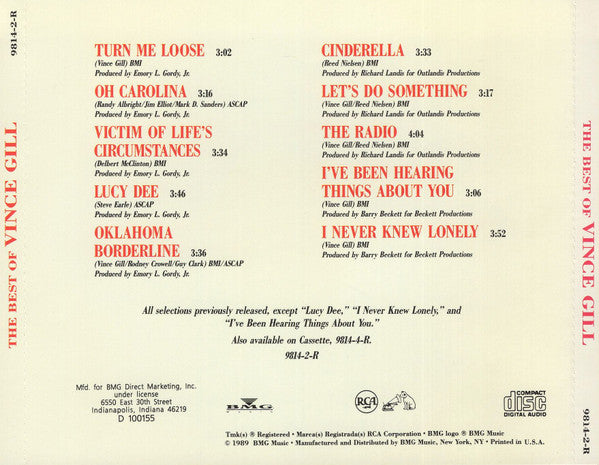 9814-2-R
THE BEST OF VINCE GILL
TURN ME LOOSE 3:02
(Vince Gill) BMI
Produced by Emory L. Gordy, Jr.
OH CAROLINA 3:16
(Randy Albright/Jim Elliot/Mark D. Sanders) ASCAP
Produced by Emory L. Gordy, Jr.
VICTIM OF LIFE'S
CIRCUMSTANCES 3:34
(Delbert McClinton) BMI
Produced by Emory L. Gordy, Jr.
LUCY DEE 3:46
(Steve Earle) ASCAP
Produced by Emory L. Gordy, Jr.
OKLAHOMA
BORDERLINE 3:36
(Vince Gill/Rodney Crowell/Guy Clark) BMI/ASCAP
Produced by Emory L. Gordy, Jr.
CINDERELLA 3:33
(Reed Nielsen) BMI
Produced by Richard Landis for Outlandis Productions
LET'S DO SOMETHING 3:17
(Vince Gill/Reed Nielsen) BMI
Produced by Richard Landis for Outlandis Productions
THE RADIO 4:04
(Vince Gill/Reed Nielsen) BMI
Produced by Richard Landis for Outlandis Productions
I'VE BEEN HEARING
THINGS ABOUT YOU 3:06
(Vince Gill) BMI
Produced by Barry Beckett for Beckett Productions
I NEVER KNEW LONELY 3:52
(Vince Gill) BMI
Produced by Barry Beckett for Beckett Productions
All selections previously released, except "Lucy Dee," "I Never Knew Lonely," and
"I've Been Hearing Things About You."
Also available on Cassette, 9814-4-R.
9814-2-R
Mfd. for BMG Direct Marketing, Inc.
under license
6550 East 30th Street
Indianapolis, Indiana 46219
D 100155
BMG
RCA
COMPACT
disc
DIGITAL AUDIO
Tmk(s) ® Registered • Marca(s) Registrada(s) RCA Corporation • BMG logo ® BMG Music
© 1989 BMG Music • Manufactured and Distributed by BMG Music, New York, NY • Printed in U.S.A.
THE BEST OF VINCE GILL
9814-2-R